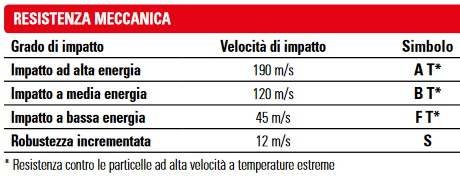 RESISTENZA MECCANICA
Grado di impatto Velocità di impatto Simbolo
Impatto ad alta energia 190 m/s A T*
Impatto a media energia 120 m/s B T*
Impatto a bassa energia 45 m/s F T*
Robustezza incrementata 12 m/s S
* Resistenza contro le particelle ad alta velocità a temperature estreme